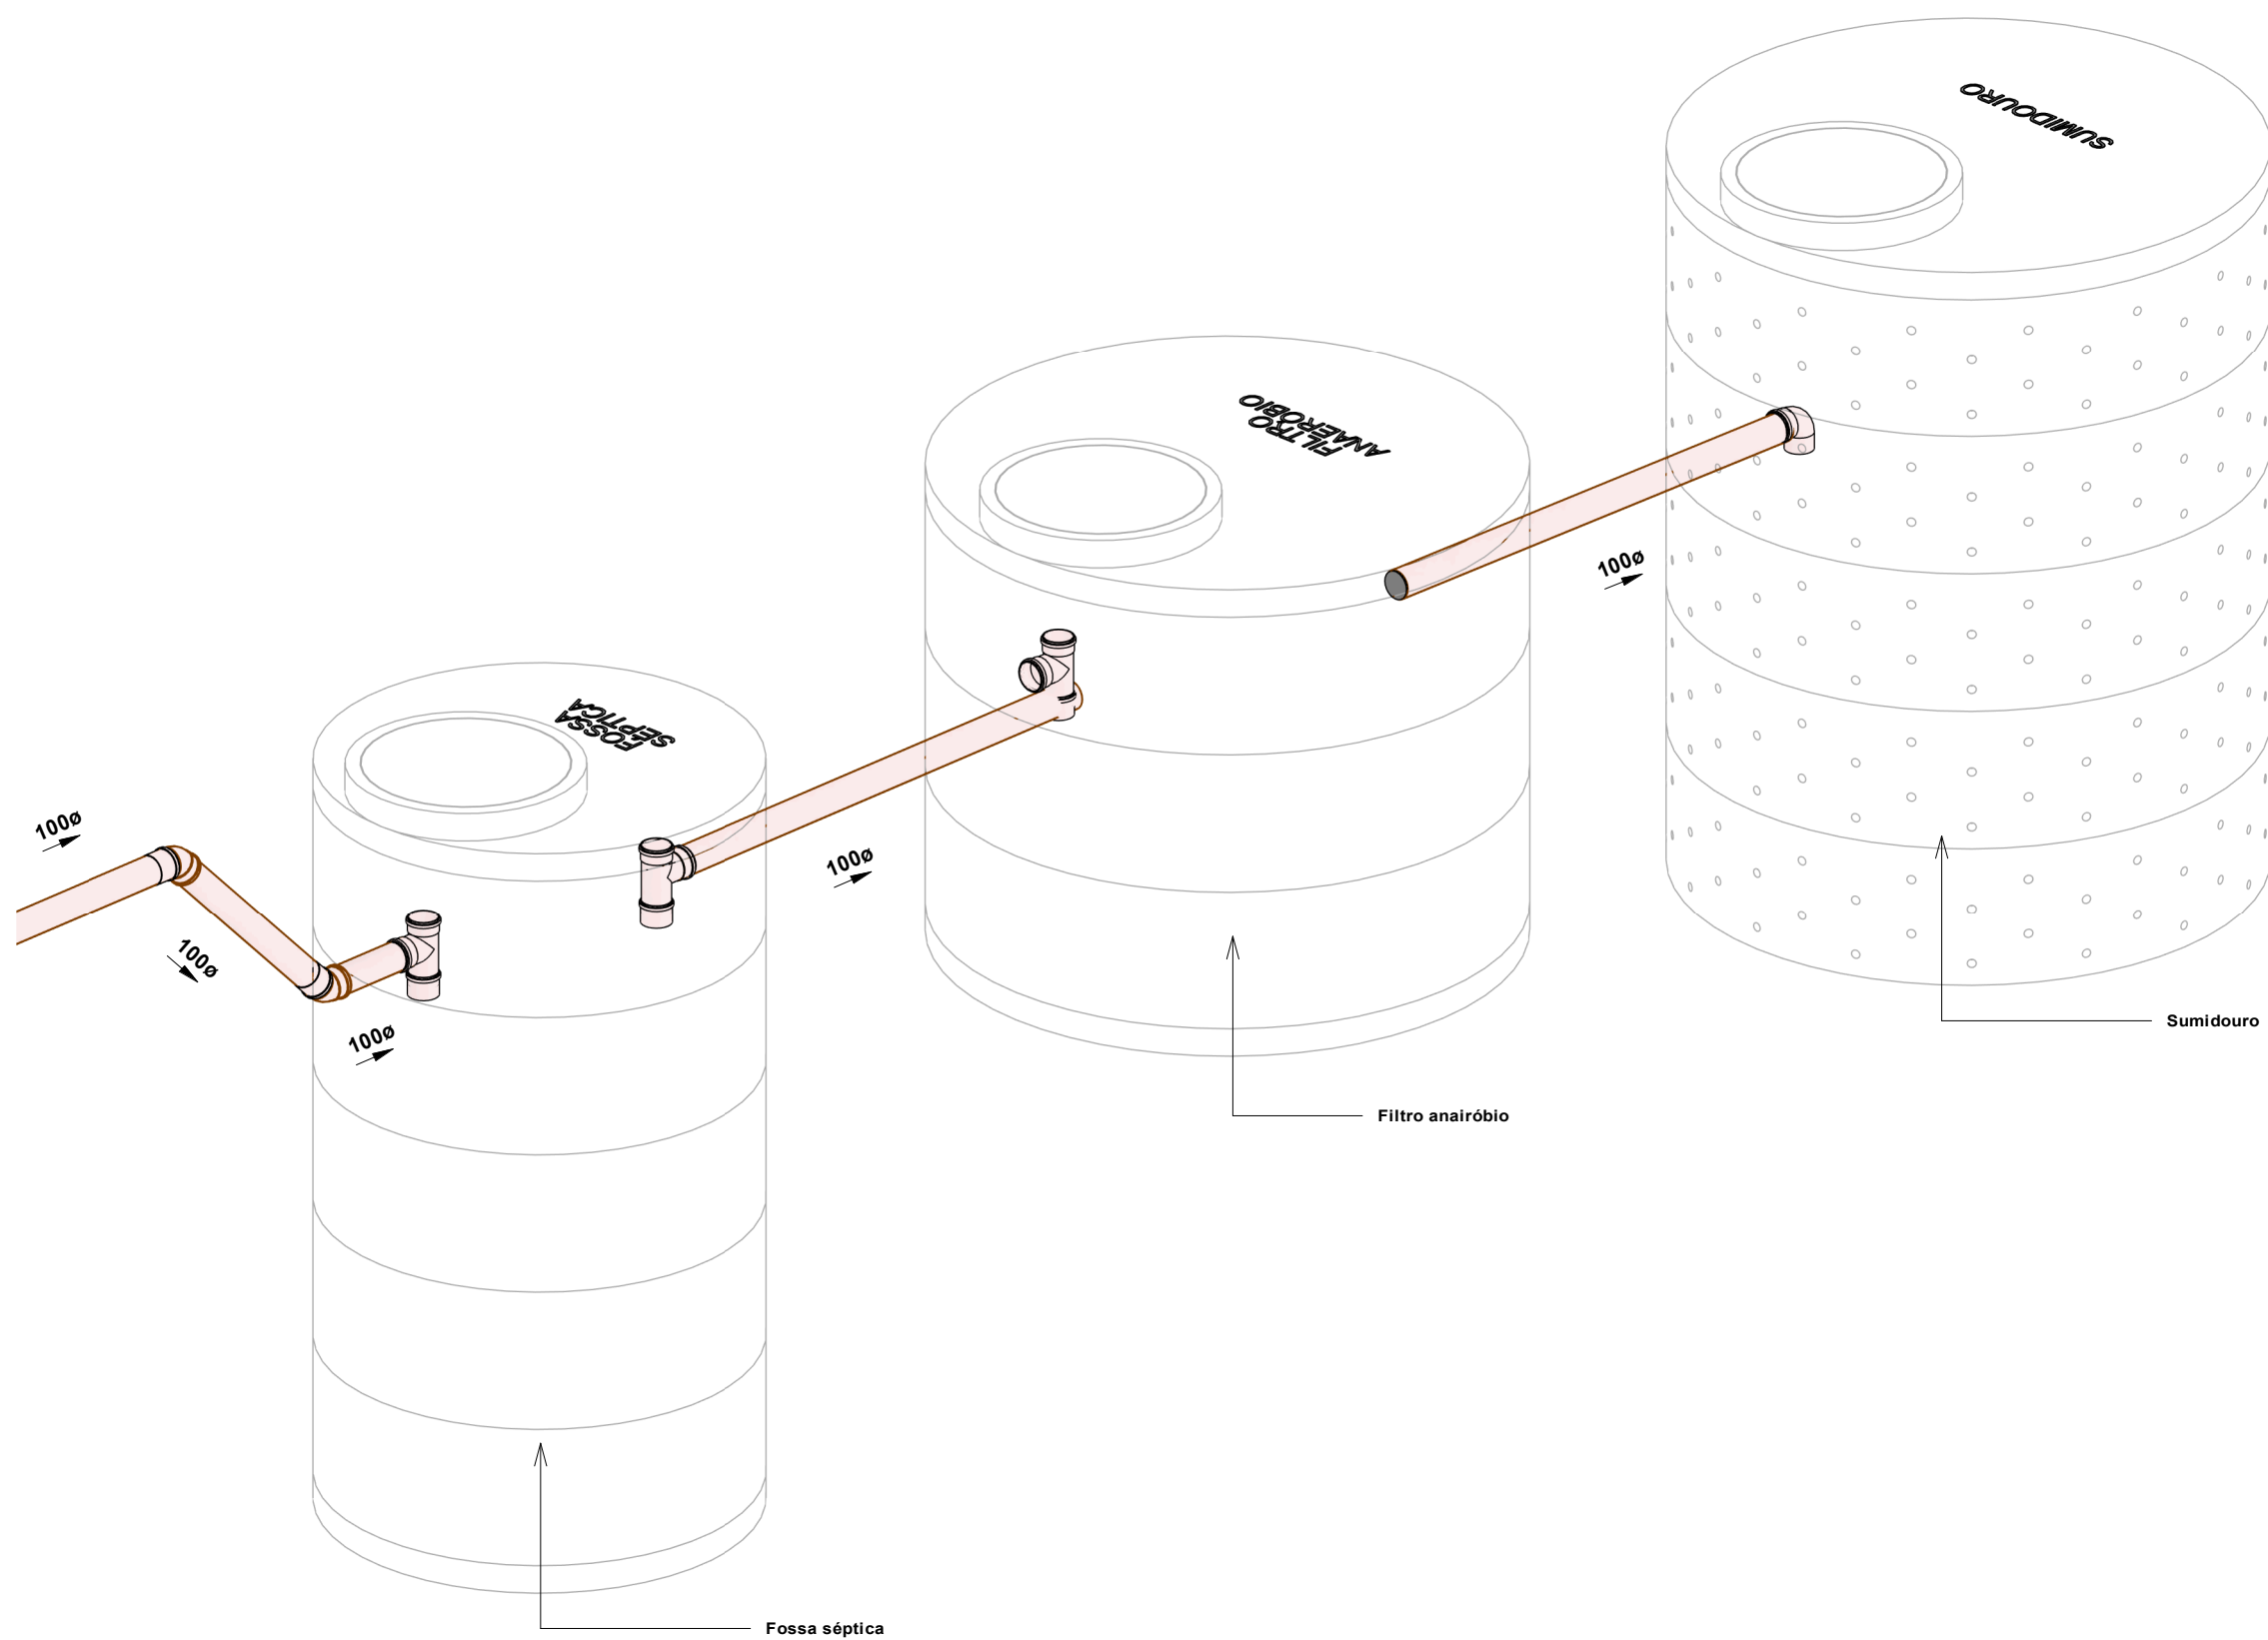 SUMIDOURO
FILTRO
ANAERÓBIO
FOSSA
SÉPTICA
100ø
100ø
100ø
100ø
100ø
Sumidouro
Filtro anairóbio
Fossa séptica